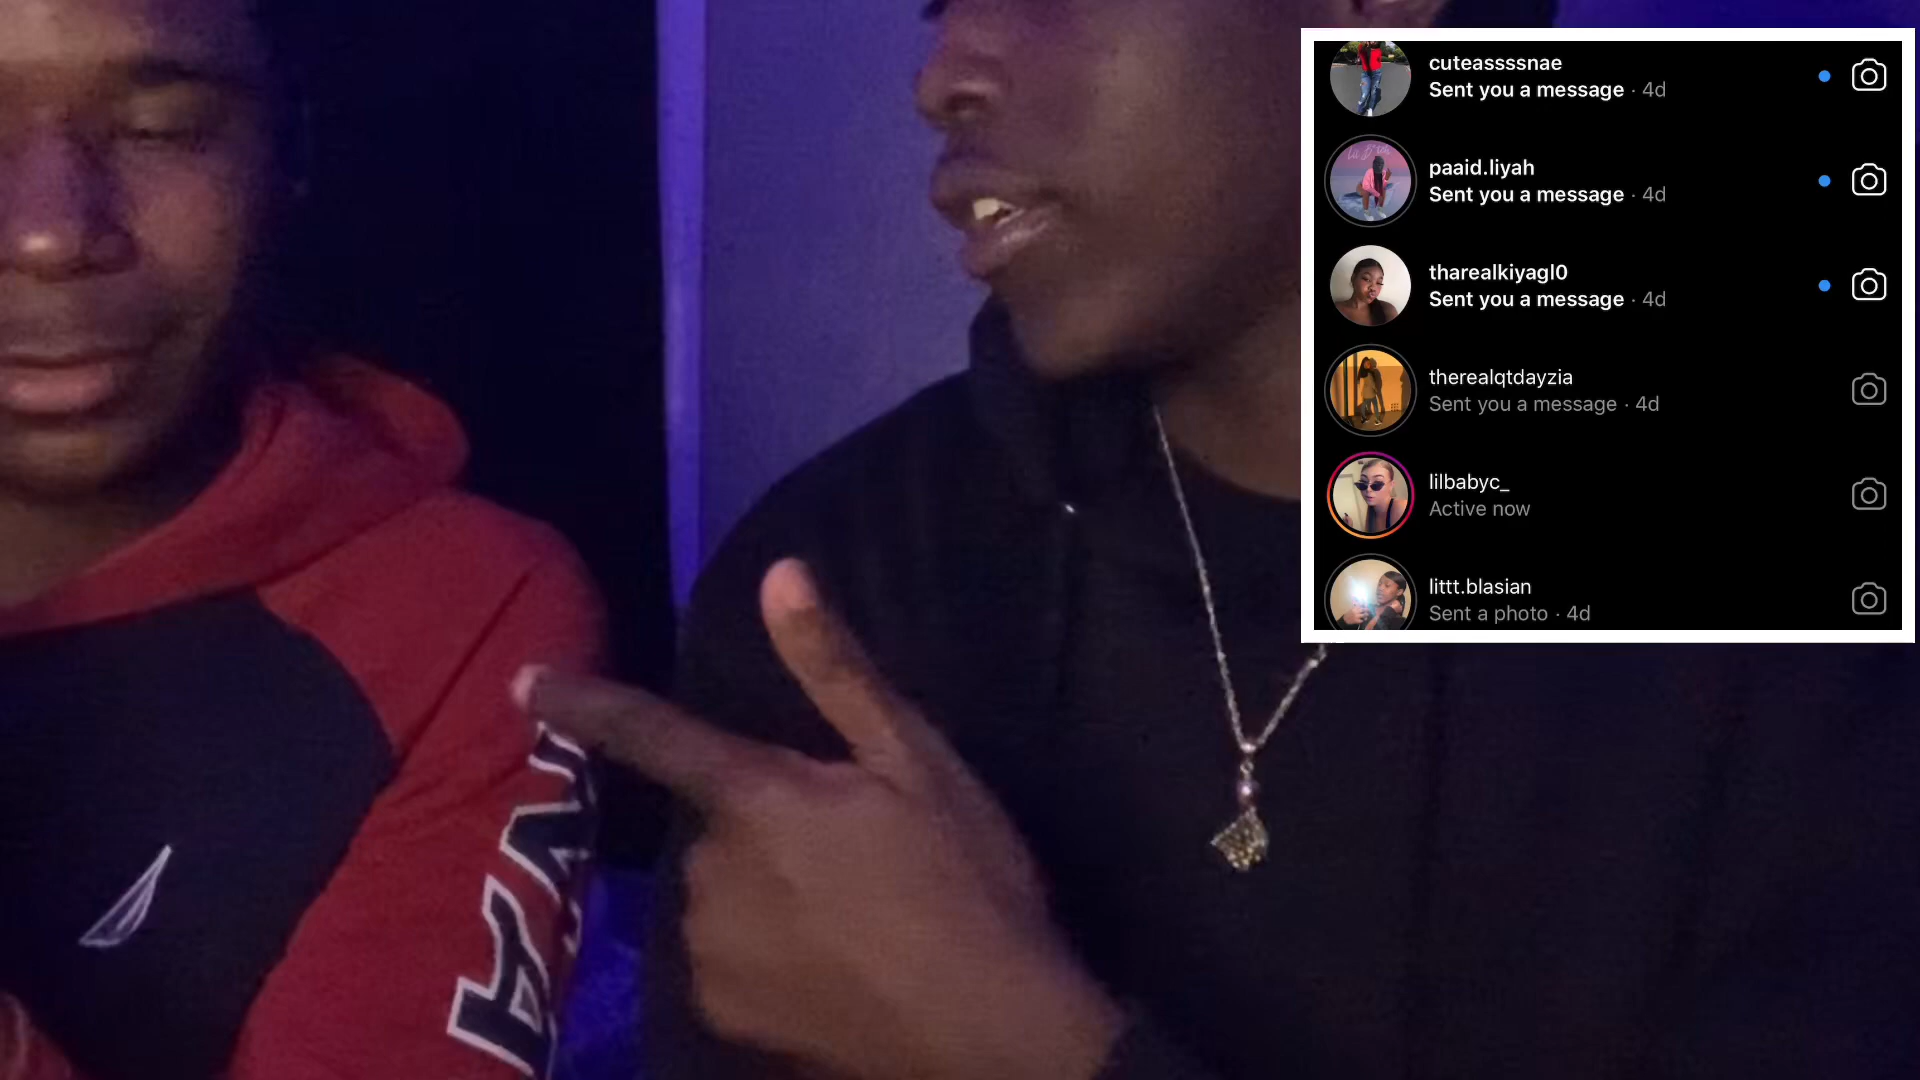 cuteassssnae
Sent you a message · 4d
paaid.liyah
Sent you a message · 4d
tharealkiyagl0
Sent you a message · 4d
therealqtdayzia
Sent you a message · 4d
lilbabyc_
Active now
littt.blasian
Sent a photo · 4d